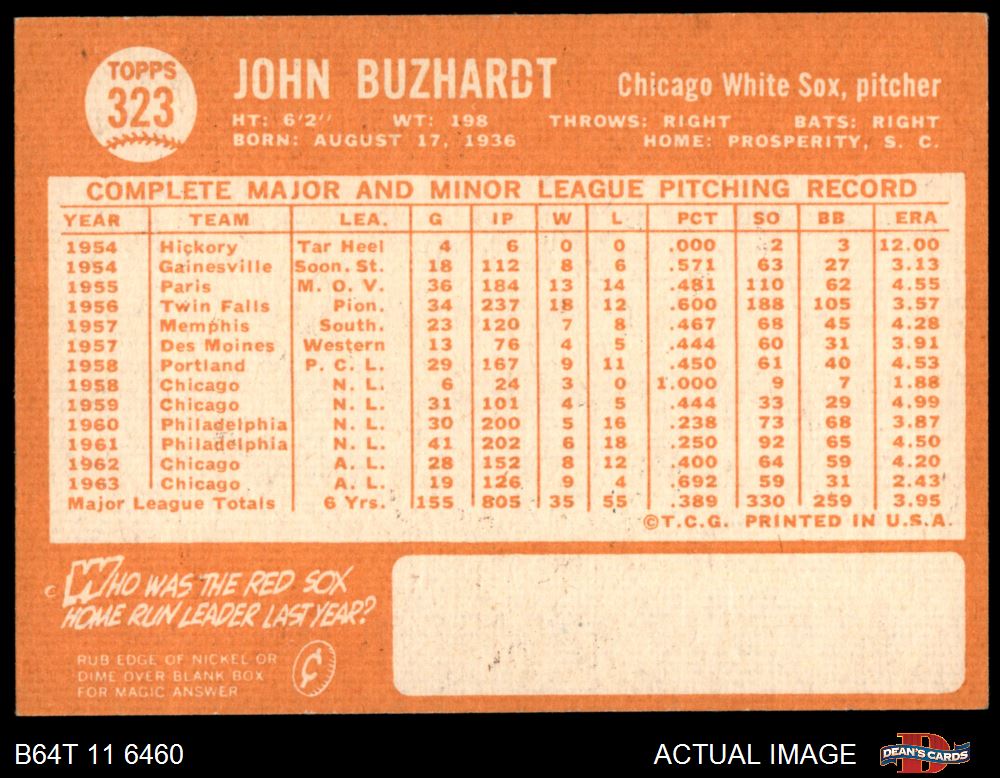 TOPPS
323
JOHN BUZHARDT
Chicago White Sox, pitcher
HT: 6'2" WT: 198 THROWS: RIGHT BATS: RIGHT
BORN: AUGUST 17, 1936 HOME: PROSPERITY, S. C.
COMPLETE MAJOR AND MINOR LEAGUE PITCHING RECORD
YEAR TEAM LEA. G IP W L PCT SO BB ERA
1954 Hickory Tar Heel 4 6 0 0 .000 2 3 12.00
1954 Gainesville Soon. St. 18 112 8 6 .571 63 27 3.13
1955 Paris M. O. V. 36 184 13 14 .481 110 62 4.55
1956 Twin Falls Pion. 34 237 18 12 .600 188 105 3.57
1957 Memphis South. 23 120 7 8 .467 68 45 4.28
1957 Des Moines Western 13 76 4 5 .444 60 31 3.91
1958 Portland P. C. L. 29 167 9 11 .450 61 40 4.53
1958 Chicago N. L. 6 24 3 0 1.000 9 7 1.88
1959 Chicago N. L. 31 101 4 5 .444 33 29 4.99
1960 Philadelphia N. L. 30 200 5 16 .238 73 68 3.87
1961 Philadelphia N. L. 41 202 6 18 .250 92 65 4.50
1962 Chicago A. L. 28 152 8 12 .400 64 59 4.20
1963 Chicago A. L. 19 126 9 4 .692 59 31 2.43
Major League Totals 6 Yrs. 155 805 35 55 .389 330 259 3.95
©T.C.G. PRINTED IN U.S.A.
WHO WAS THE RED SOX
HOME RUN LEADER LAST YEAR?
RUB EDGE OF NICKEL OR
DIME OVER BLANK BOX
FOR MAGIC ANSWER
¢
B64T 11 6460
ACTUAL IMAGE
D
DEAN'S CARDS